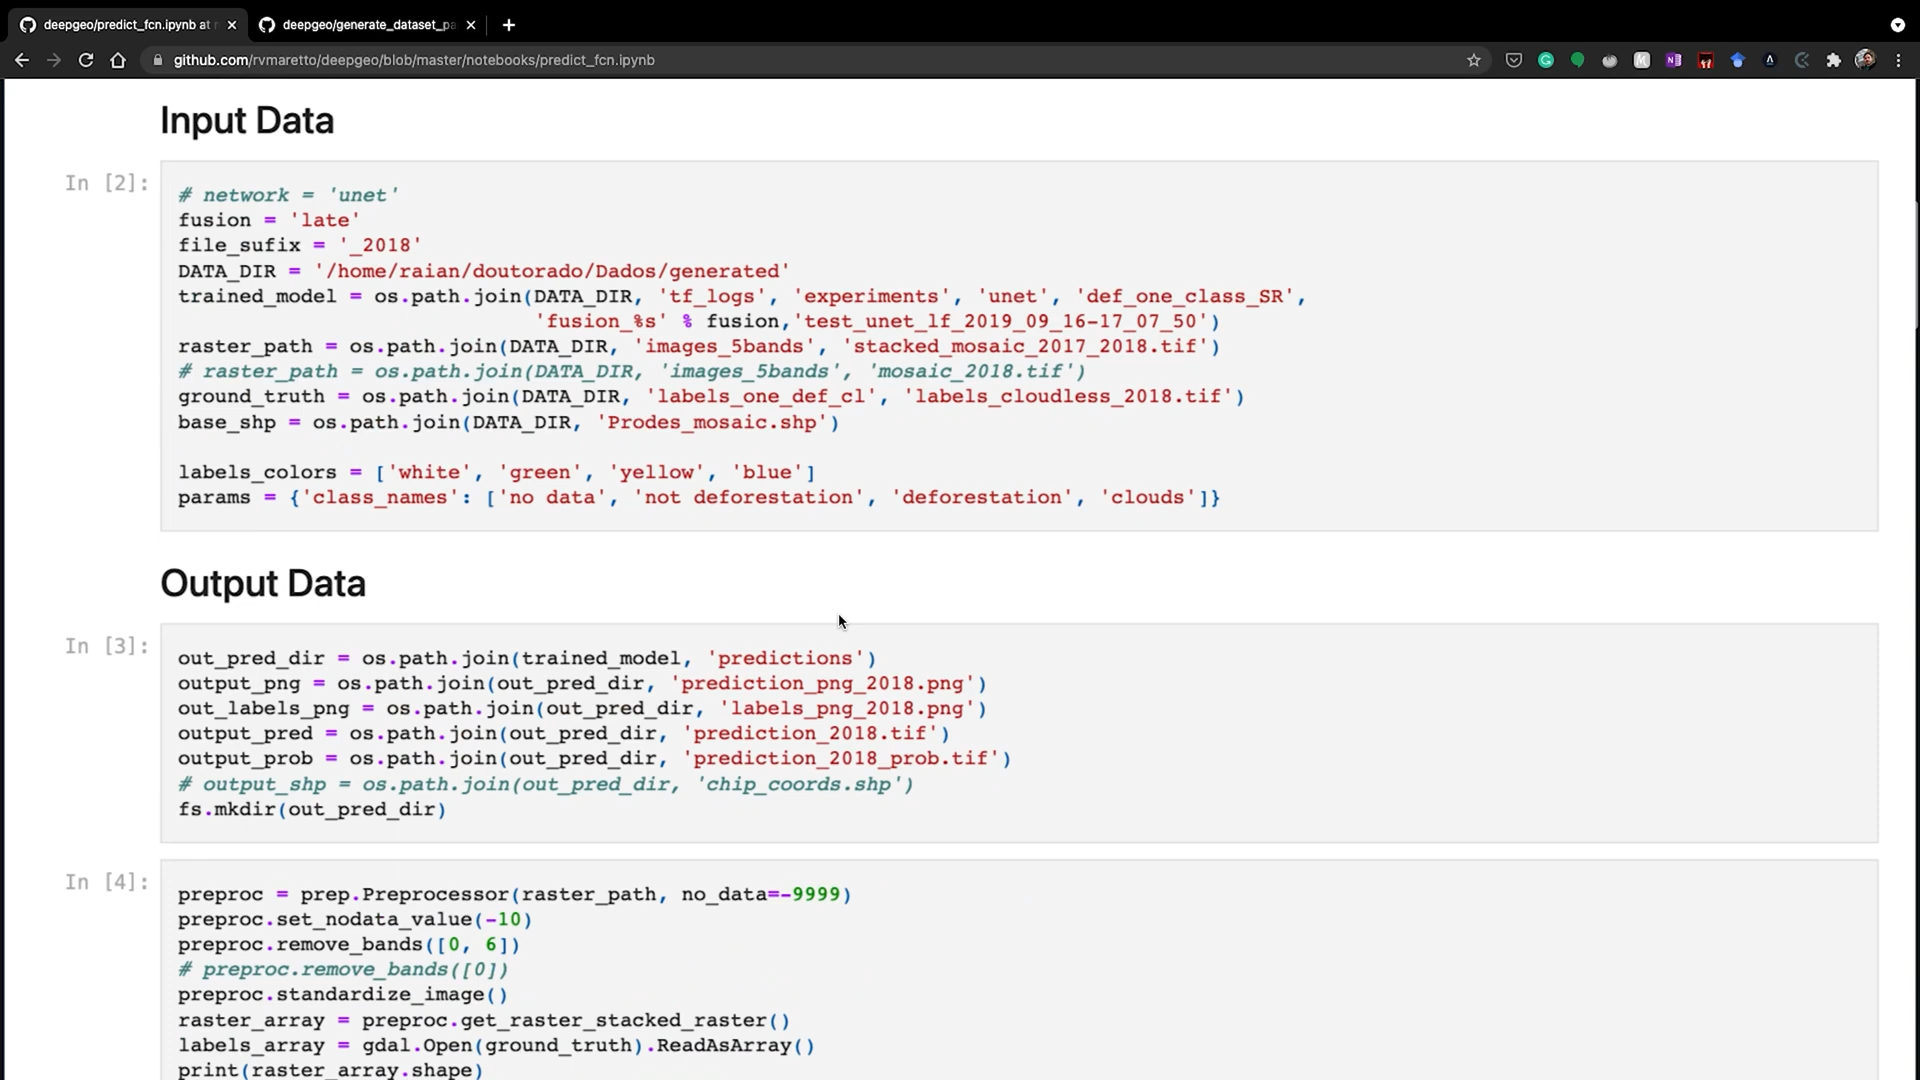 deepgeo/predict_fcn.ipynb at
deepgeo/generate_dataset_pa
github.com/rvmaretto/deepgeo/blob/master/notebooks/predict_fcn.ipynb
Input Data
In [2]:
# network = 'unet'
fusion = 'late'
file_sufix = '_2018'
DATA_DIR = '/home/raian/doutorado/Dados/generated'
trained_model = os.path.join(DATA_DIR, 'tf_logs', 'experiments', 'unet', 'def_one_class_SR',
'fusion_%s' % fusion,'test_unet_lf_2019_09_16-17_07_50')
raster_path = os.path.join(DATA_DIR, 'images_5bands', 'stacked_mosaic_2017_2018.tif')
# raster_path = os.path.join(DATA_DIR, 'images_5bands', 'mosaic_2018.tif')
ground_truth = os.path.join(DATA_DIR, 'labels_one_def_cl', 'labels_cloudless_2018.tif')
base_shp = os.path.join(DATA_DIR, 'Prodes_mosaic.shp')
labels_colors = ['white', 'green', 'yellow', 'blue']
params = {'class_names': ['no data', 'not deforestation', 'deforestation', 'clouds']}
Output Data
In [3]:
out_pred_dir = os.path.join(trained_model, 'predictions')
output_png = os.path.join(out_pred_dir, 'prediction_png_2018.png')
out_labels_png = os.path.join(out_pred_dir, 'labels_png_2018.png')
output_pred = os.path.join(out_pred_dir, 'prediction_2018.tif')
output_prob = os.path.join(out_pred_dir, 'prediction_2018_prob.tif')
# output_shp = os.path.join(out_pred_dir, 'chip_coords.shp')
fs.mkdir(out_pred_dir)
In [4]:
preproc = prep.Preprocessor(raster_path, no_data=-9999)
preproc.set_nodata_value(-10)
preproc.remove_bands([0, 6])
# preproc.remove_bands([0])
preproc.standardize_image()
raster_array = preproc.get_raster_stacked_raster()
labels_array = gdal.Open(ground_truth).ReadAsArray()
print(raster_array.shape)